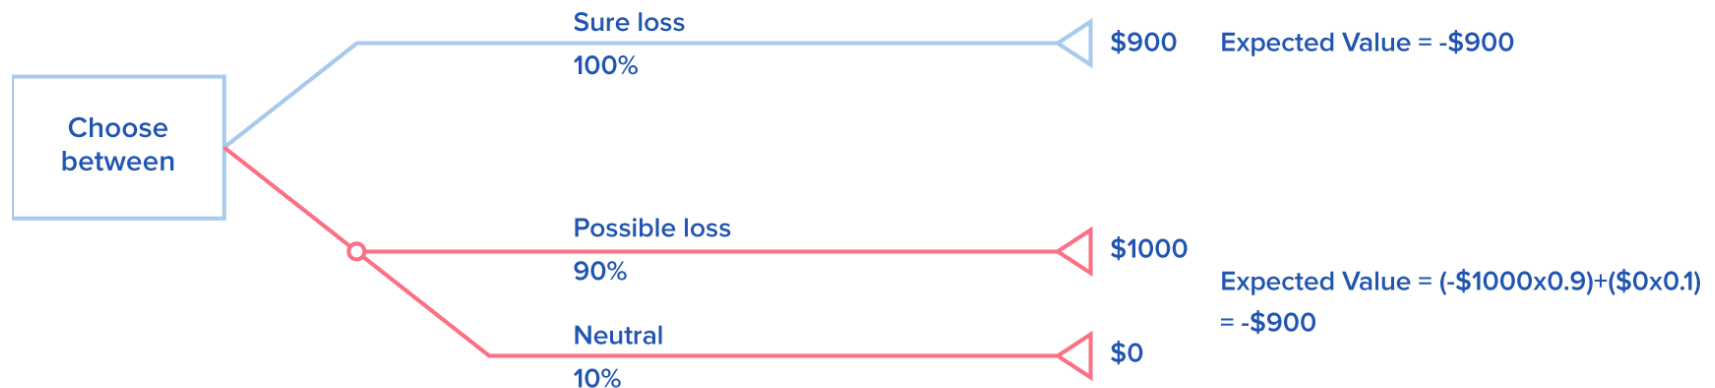 Sure loss
100%
$900
Expected Value = -$900
Choose
between
Possible loss
90%
$1000
Expected Value = (-$1000x0.9)+($0x0.1)
= -$900
Neutral
10%
$0